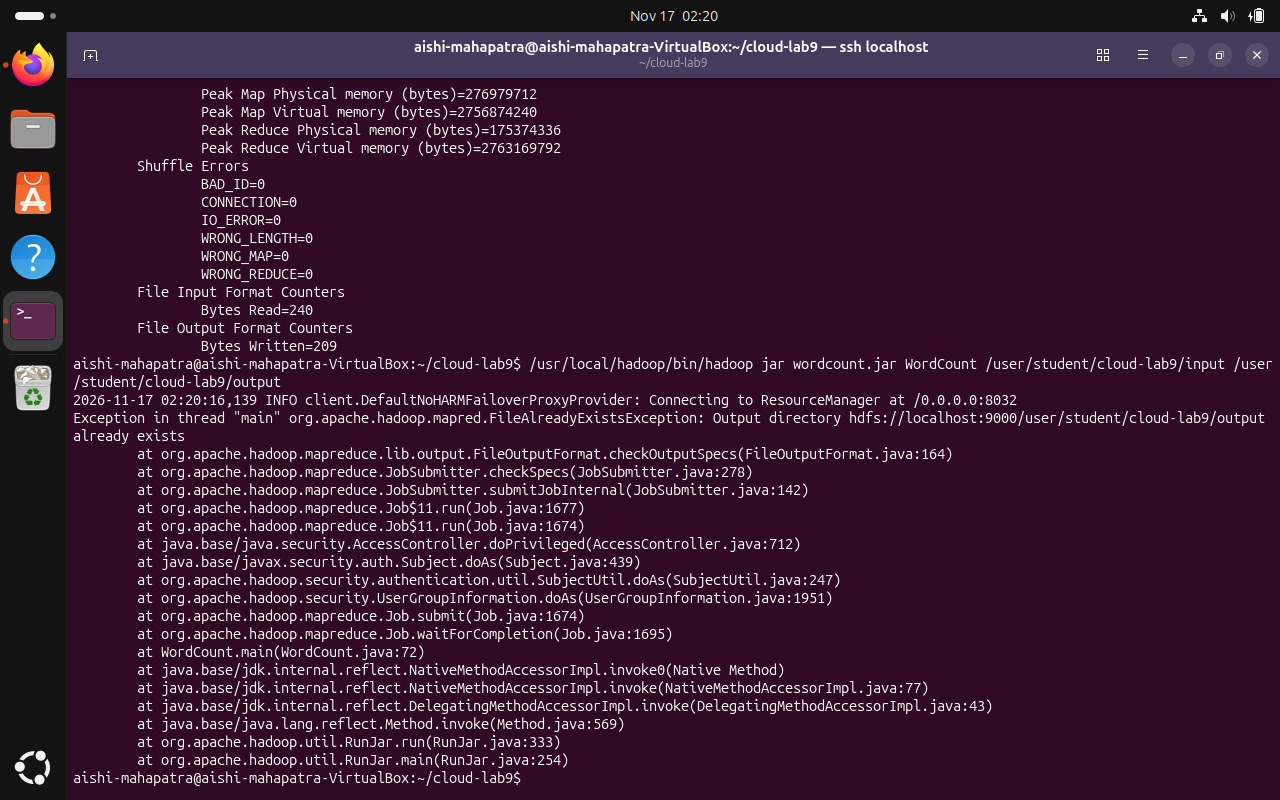 Nov 17 02:20
aishi-mahapatra@aishi-mahapatra-VirtualBox:~/cloud-lab9 — ssh localhost
~/cloud-lab9
Peak Map Physical memory (bytes)=276979712
Peak Map Virtual memory (bytes)=2756874240
Peak Reduce Physical memory (bytes)=175374336
Peak Reduce Virtual memory (bytes)=2763169792
Shuffle Errors
BAD_ID=0
CONNECTION=0
IO_ERROR=0
WRONG_LENGTH=0
WRONG_MAP=0
WRONG_REDUCE=0
File Input Format Counters
Bytes Read=240
File Output Format Counters
Bytes Written=209
aishi-mahapatra@aishi-mahapatra-VirtualBox:~/cloud-lab9$ /usr/local/hadoop/bin/hadoop jar wordcount.jar WordCount /user/student/cloud-lab9/input /user
/student/cloud-lab9/output
2026-11-17 02:20:16,139 INFO client.DefaultNoHARMFailoverProxyProvider: Connecting to ResourceManager at /0.0.0.0:8032
Exception in thread "main" org.apache.hadoop.mapred.FileAlreadyExistsException: Output directory hdfs://localhost:9000/user/student/cloud-lab9/output
already exists
at org.apache.hadoop.mapreduce.lib.output.FileOutputFormat.checkOutputSpecs(FileOutputFormat.java:164)
at org.apache.hadoop.mapreduce.JobSubmitter.checkSpecs(JobSubmitter.java:278)
at org.apache.hadoop.mapreduce.JobSubmitter.submitJobInternal(JobSubmitter.java:142)
at org.apache.hadoop.mapreduce.Job$11.run(Job.java:1677)
at org.apache.hadoop.mapreduce.Job$11.run(Job.java:1674)
at java.base/java.security.AccessController.doPrivileged(AccessController.java:712)
at java.base/javax.security.auth.Subject.doAs(Subject.java:439)
at org.apache.hadoop.security.authentication.util.SubjectUtil.doAs(SubjectUtil.java:247)
at org.apache.hadoop.security.UserGroupInformation.doAs(UserGroupInformation.java:1951)
at org.apache.hadoop.mapreduce.Job.submit(Job.java:1674)
at org.apache.hadoop.mapreduce.Job.waitForCompletion(Job.java:1695)
at WordCount.main(WordCount.java:72)
at java.base/jdk.internal.reflect.NativeMethodAccessorImpl.invoke0(Native Method)
at java.base/jdk.internal.reflect.NativeMethodAccessorImpl.invoke(NativeMethodAccessorImpl.java:77)
at java.base/jdk.internal.reflect.DelegatingMethodAccessorImpl.invoke(DelegatingMethodAccessorImpl.java:43)
at java.base/java.lang.reflect.Method.invoke(Method.java:569)
at org.apache.hadoop.util.RunJar.run(RunJar.java:333)
at org.apache.hadoop.util.RunJar.main(RunJar.java:254)
aishi-mahapatra@aishi-mahapatra-VirtualBox:~/cloud-lab9$